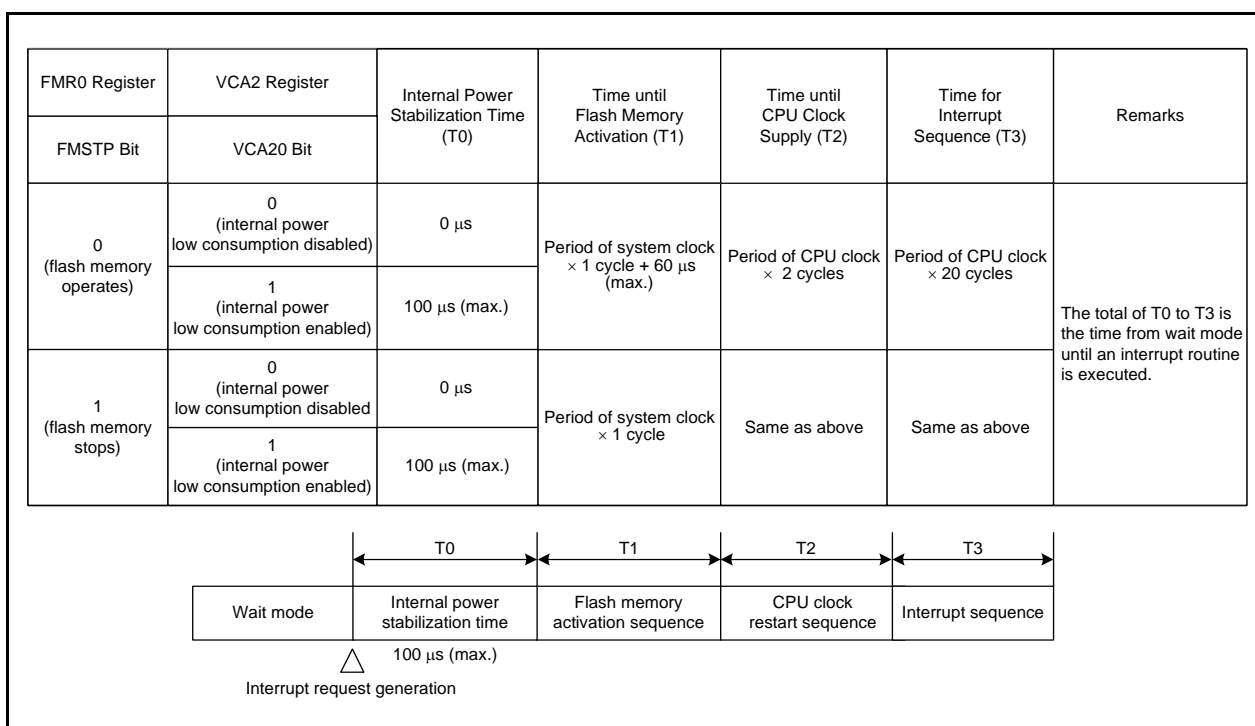 FMR0 Register
VCA2 Register
Internal Power
Stabilization Time
(T0)
Time until
Flash Memory
Activation (T1)
Time until
CPU Clock
Supply (T2)
Time for
Interrupt
Sequence (T3)
Remarks
FMSTP Bit
VCA20 Bit
0
(flash memory
operates)
0
(internal power
low consumption disabled)
0 μs
Period of system clock
× 1 cycle + 60 μs
(max.)
Period of CPU clock
× 2 cycles
Period of CPU clock
× 20 cycles
The total of T0 to T3 is
the time from wait mode
until an interrupt routine
is executed.
1
(internal power
low consumption enabled)
100 μs (max.)
1
(flash memory
stops)
0
(internal power
low consumption disabled
0 μs
Period of system clock
× 1 cycle
Same as above
Same as above
1
(internal power
low consumption enabled)
100 μs (max.)
T0
T1
T2
T3
Wait mode
Internal power
stabilization time
Flash memory
activation sequence
CPU clock
restart sequence
Interrupt sequence
100 μs (max.)
Interrupt request generation